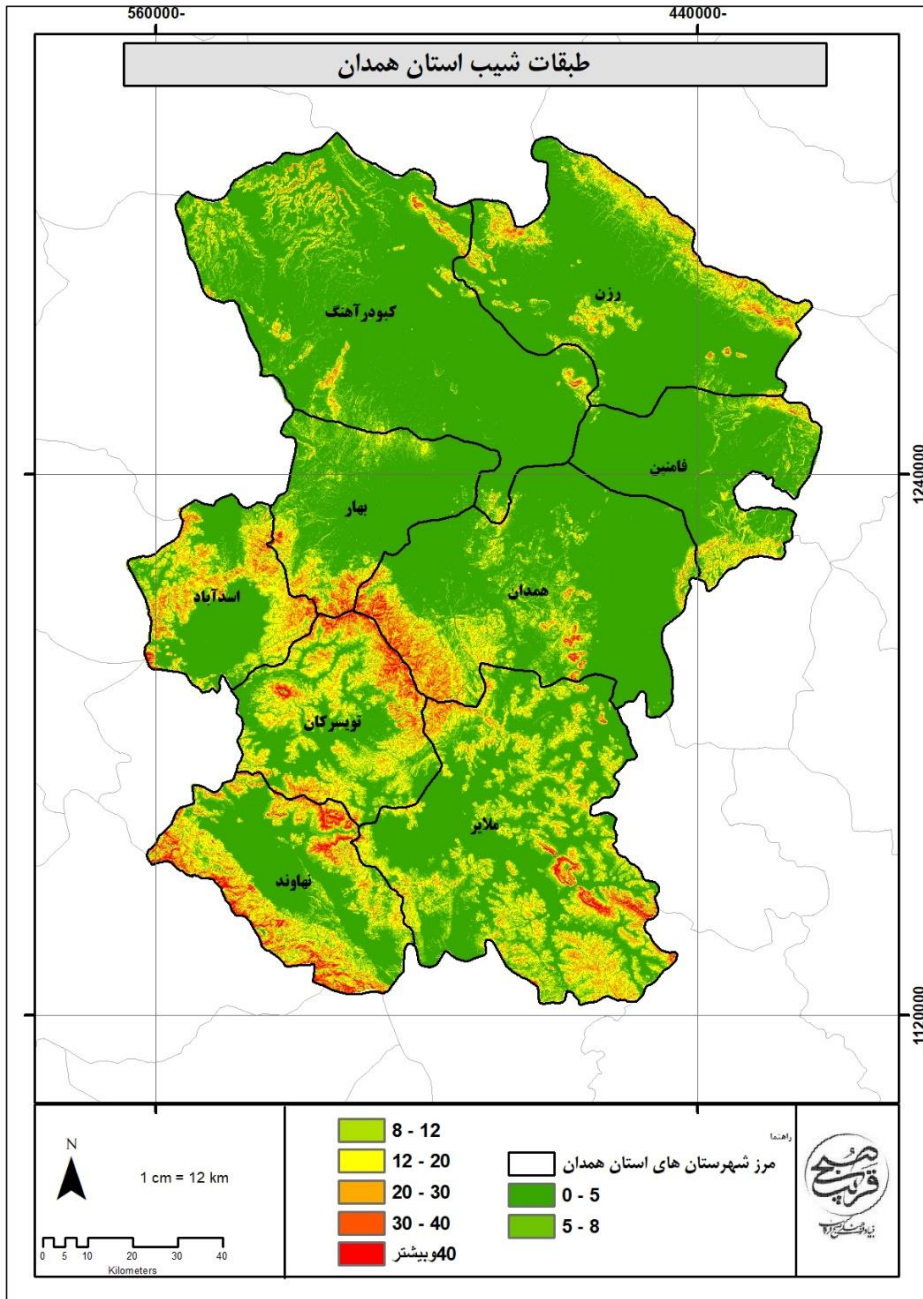 560000-
440000-
طبقات شیب استان همدان
رزن
کبودرآهنگ
فامنین
1240000
بهار
همدان
اسدآباد
تویسرکان
ملایر
نهاوند
1120000
راهنما
مرز شهرستان های استان همدان
0 - 5
5 - 8
8 - 12
12 - 20
20 - 30
30 - 40
40وبیشتر
N
1 cm = 12 km
0 5 10 20 30 40
Kilometers
صبح قریب